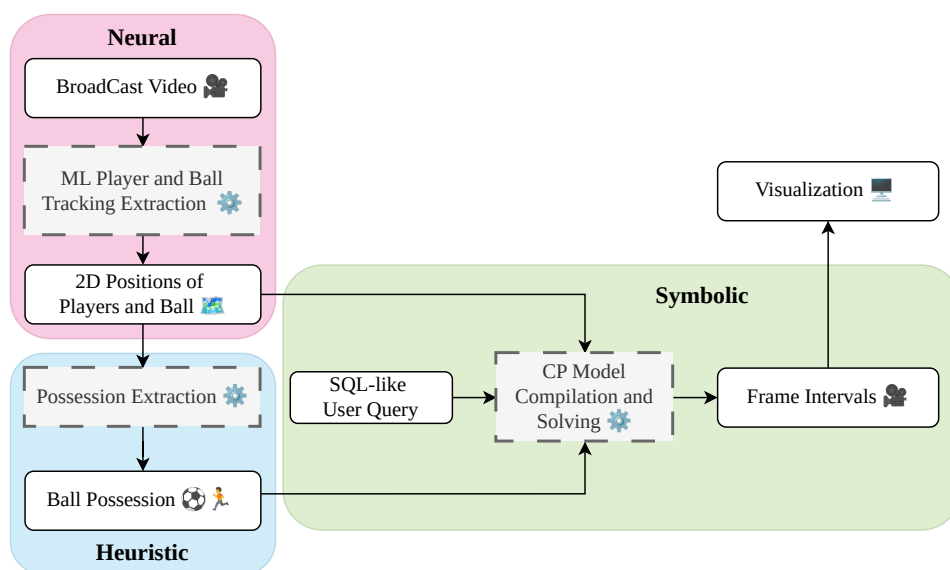 Neural
BroadCast Video
ML Player and Ball
Tracking Extraction
2D Positions of
Players and Ball
Possession Extraction
Ball Possession
Heuristic
Symbolic
SQL-like
User Query
CP Model
Compilation and
Solving
Frame Intervals
Visualization